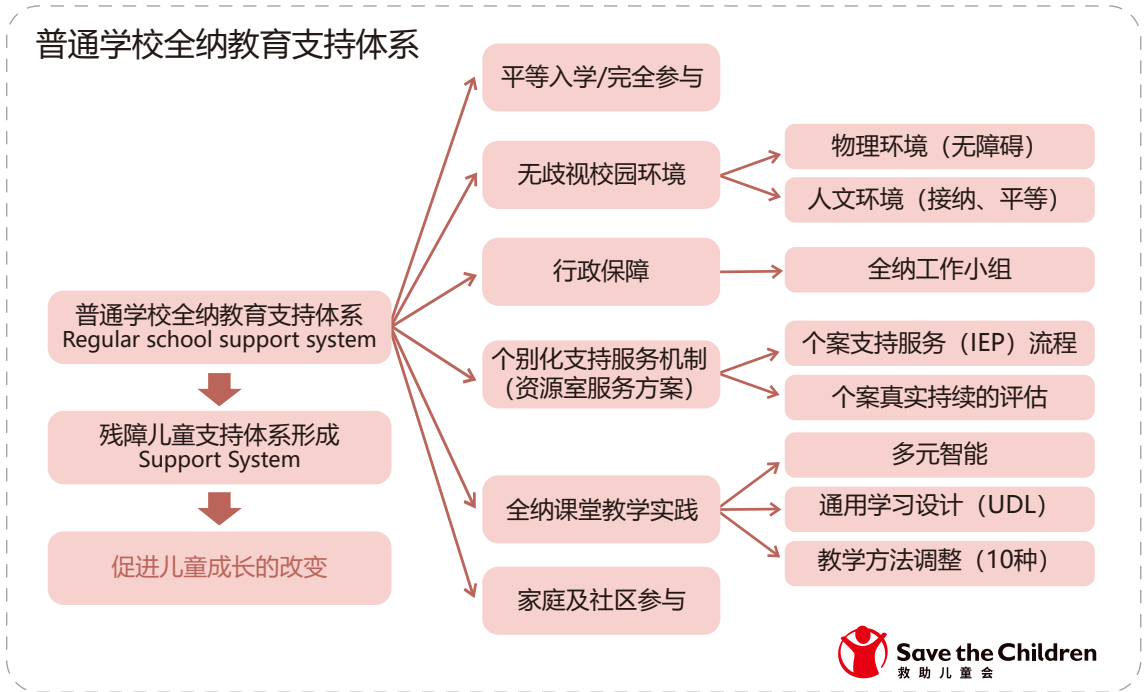 普通学校全纳教育支持体系
普通学校全纳教育支持体系
Regular school support system
残障儿童支持体系形成
Support System
促进儿童成长的改变
平等入学/完全参与
无歧视校园环境
物理环境（无障碍）
人文环境（接纳、平等）
行政保障
全纳工作小组
个别化支持服务机制
（资源室服务方案）
个案支持服务（IEP）流程
个案真实持续的评估
全纳课堂教学实践
多元智能
通用学习设计（UDL）
教学方法调整（10种）
家庭及社区参与
Save the Children
救助儿童会